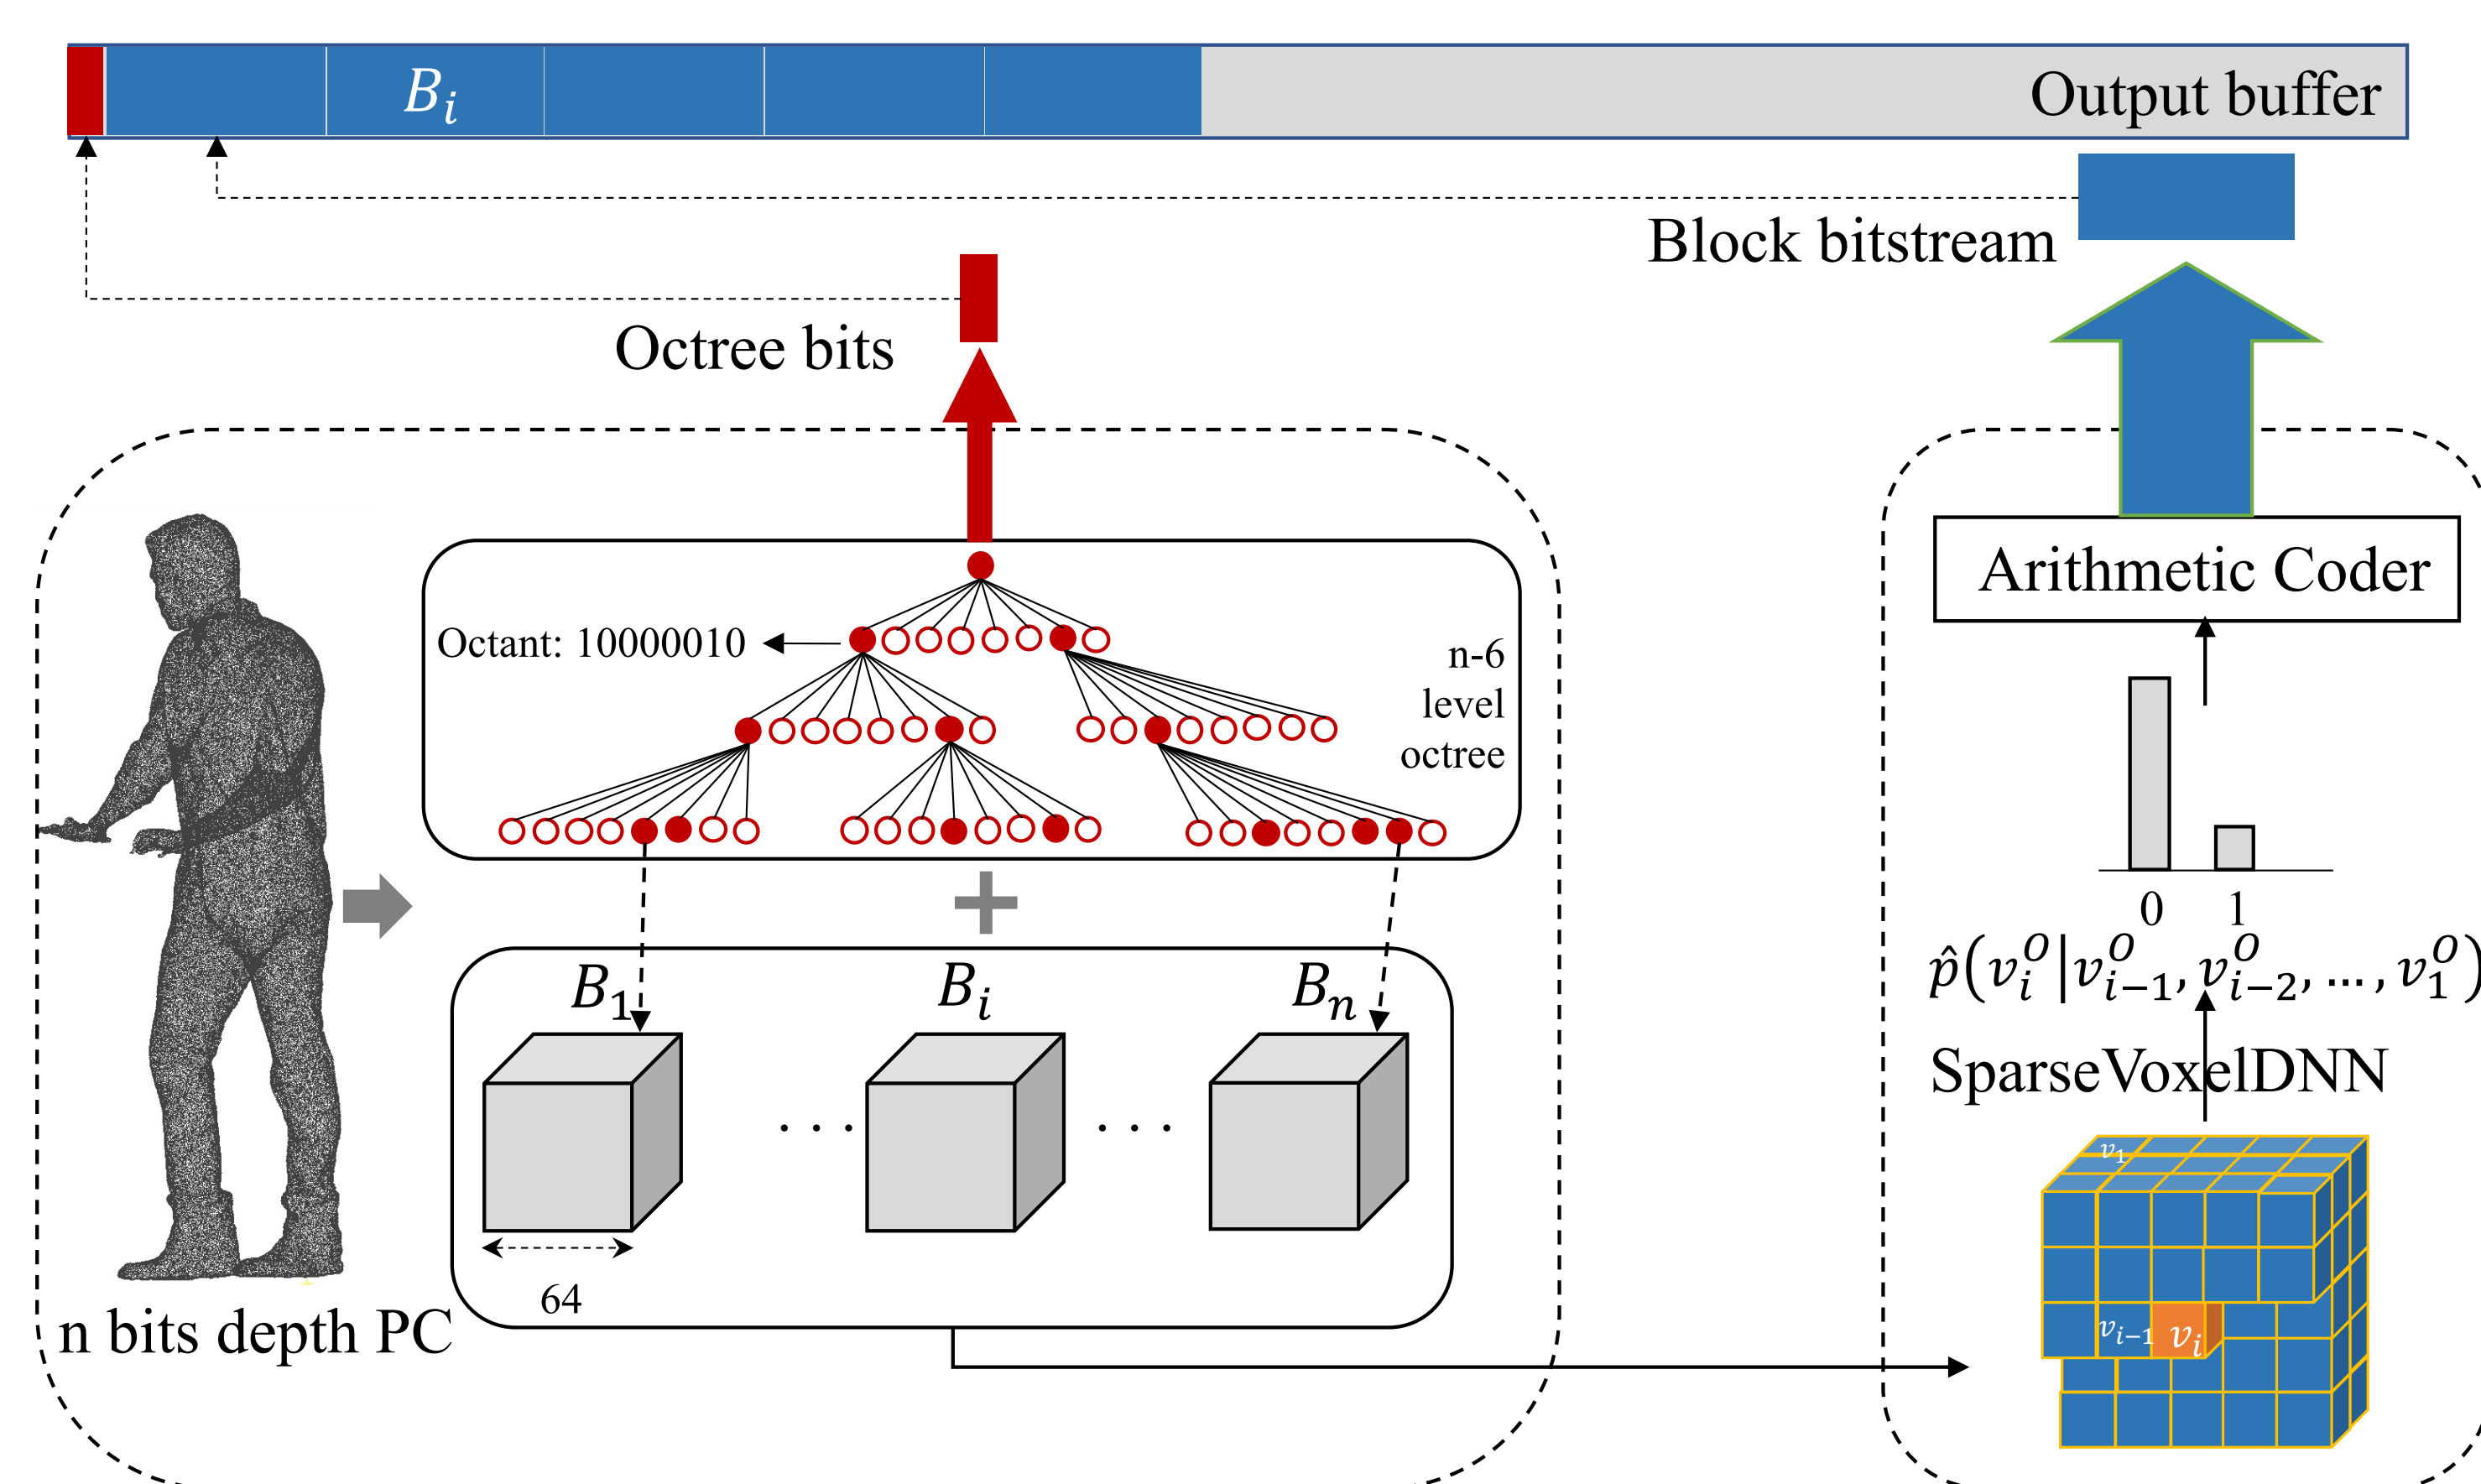 B_i
Output buffer
Block bitstream
Octree bits
Arithmetic Coder
Octant: 10000010
n-6
level
octree
0 1
p̂(v_i^O|v_{i−1}^O, v_{i−2}^O, …, v_1^O)
B_1 B_i B_n
SparseVoxelDNN
. . . . . .
v_1
64
v_{i−1} v_i
n bits depth PC